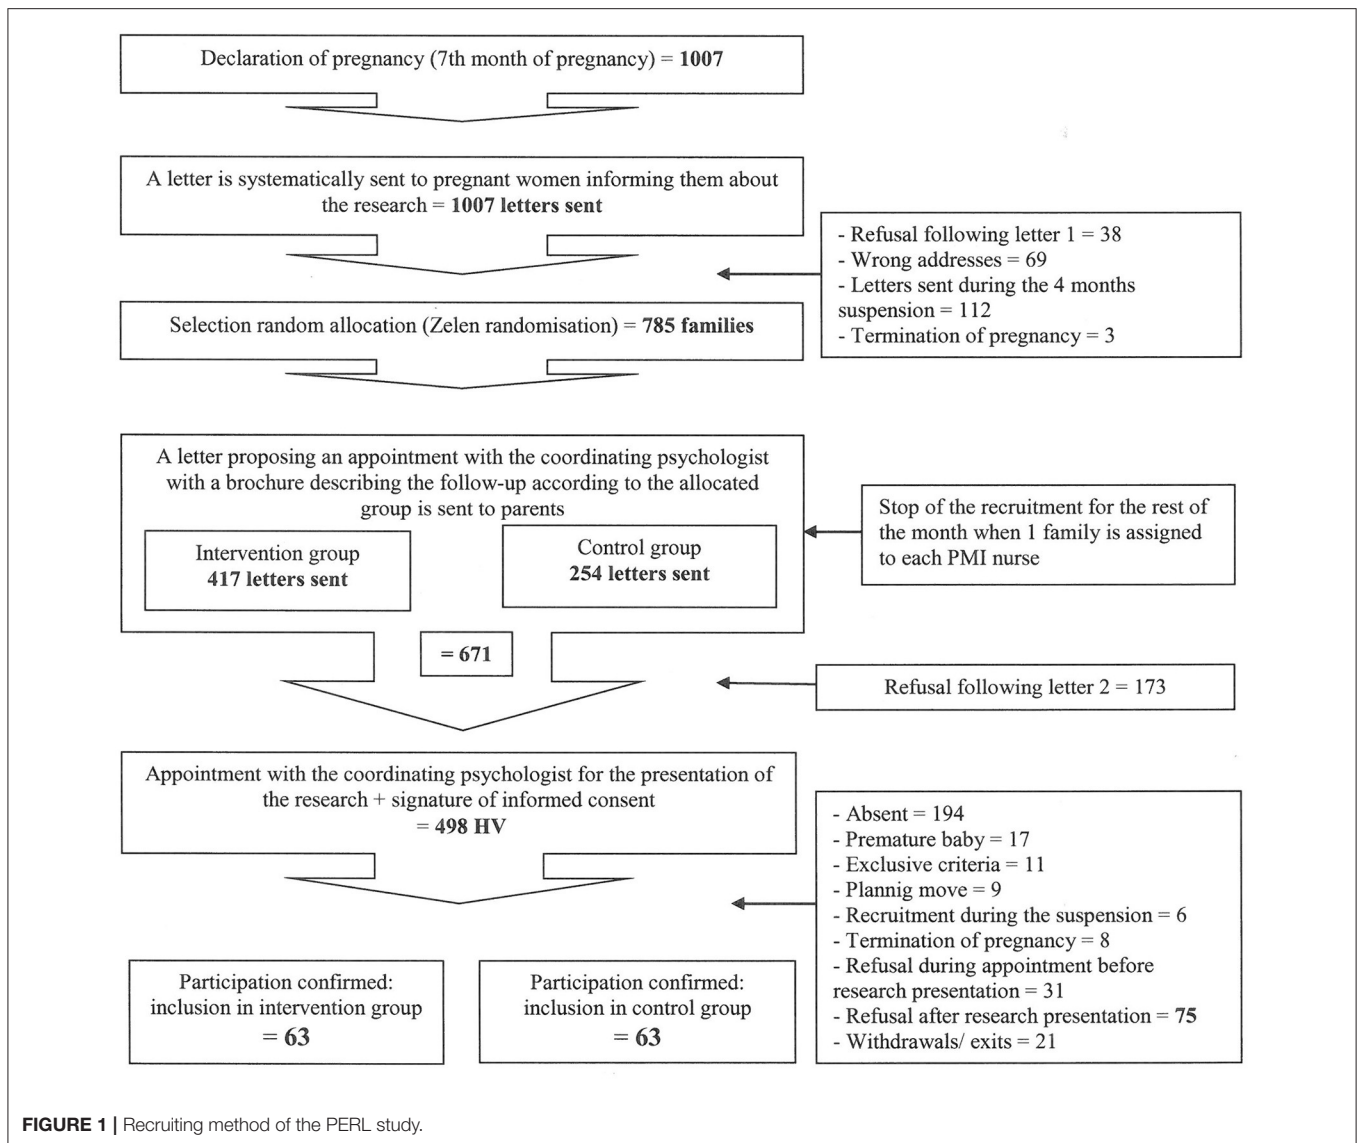 Declaration of pregnancy (7th month of pregnancy) = 1007
A letter is systematically sent to pregnant women informing them about
the research = 1007 letters sent
- Refusal following letter 1 = 38
- Wrong addresses = 69
- Letters sent during the 4 months
suspension = 112
- Termination of pregnancy = 3
Selection random allocation (Zelen randomisation) = 785 families
A letter proposing an appointment with the coordinating psychologist
with a brochure describing the follow-up according to the allocated
group is sent to parents
Intervention group
417 letters sent
Control group
254 letters sent
Stop of the recruitment for the rest of
the month when 1 family is assigned
to each PMI nurse
= 671
Refusal following letter 2 = 173
Appointment with the coordinating psychologist for the presentation of
the research + signature of informed consent
= 498 HV
- Absent = 194
- Premature baby = 17
- Exclusive criteria = 11
- Plannig move = 9
- Recruitment during the suspension = 6
- Termination of pregnancy = 8
- Refusal during appointment before
research presentation = 31
- Refusal after research presentation = 75
- Withdrawals/ exits = 21
Participation confirmed:
inclusion in intervention group
= 63
Participation confirmed:
inclusion in control group
= 63
FIGURE 1 | Recruiting method of the PERL study.